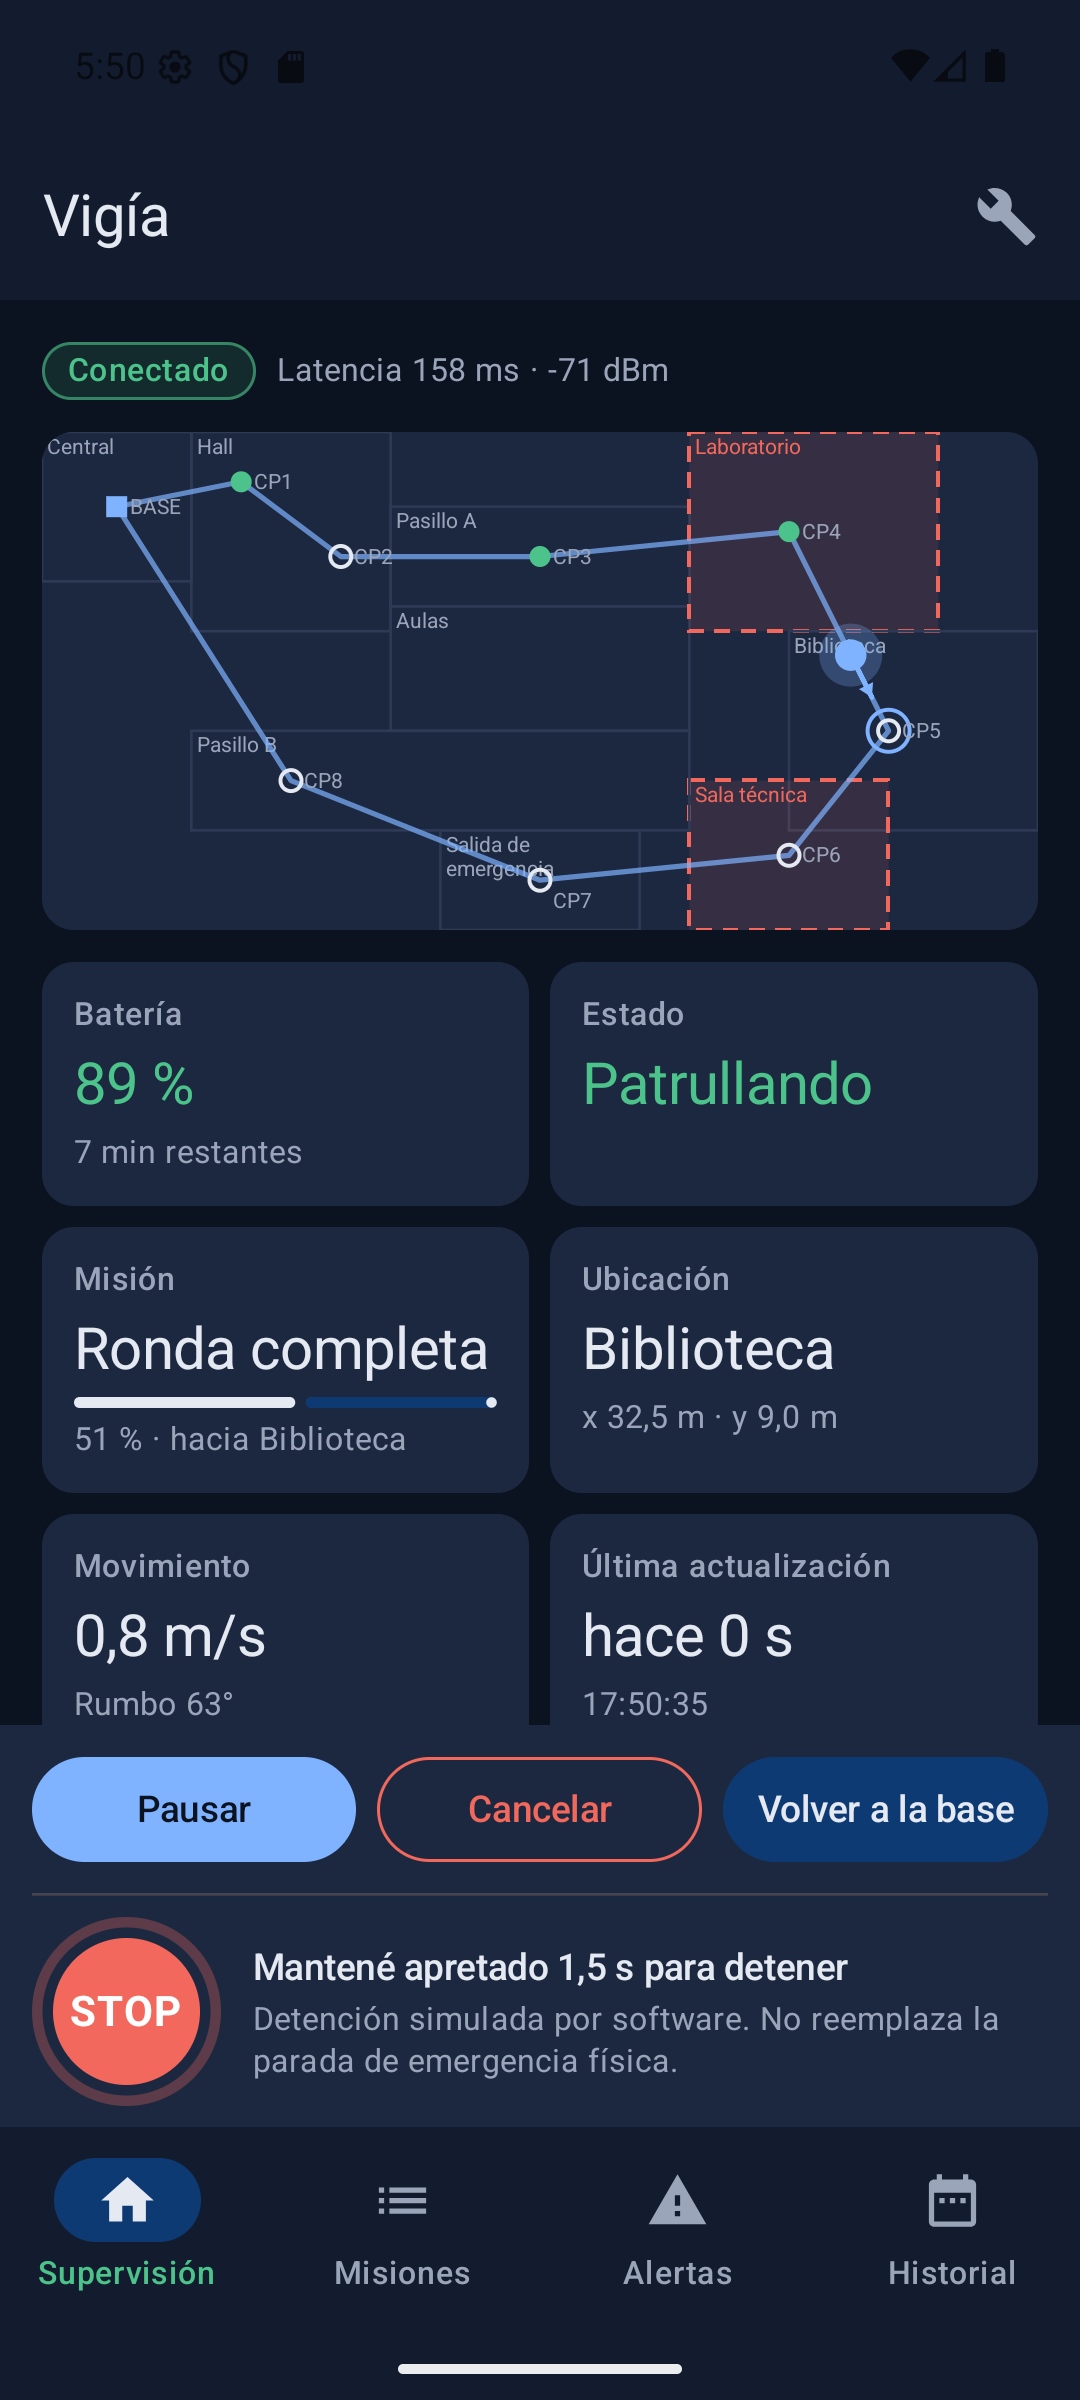 5:50
Vigía
Conectado
Latencia 158 ms · -71 dBm
Central
Hall
Laboratorio
CP1
BASE
Pasillo A
CP4
CP2
CP3
Aulas
Biblioteca
CP5
Pasillo B
CP8
Sala técnica
Salida de
emergencia
CP6
CP7
Batería
89 %
7 min restantes
Estado
Patrullando
Misión
Ronda completa
51 % · hacia Biblioteca
Ubicación
Biblioteca
x 32,5 m · y 9,0 m
Movimiento
0,8 m/s
Rumbo 63°
Última actualización
hace 0 s
17:50:35
Pausar
Cancelar
Volver a la base
STOP
Mantené apretado 1,5 s para detener
Detención simulada por software. No reemplaza la
parada de emergencia física.
Supervisión
Misiones
Alertas
Historial